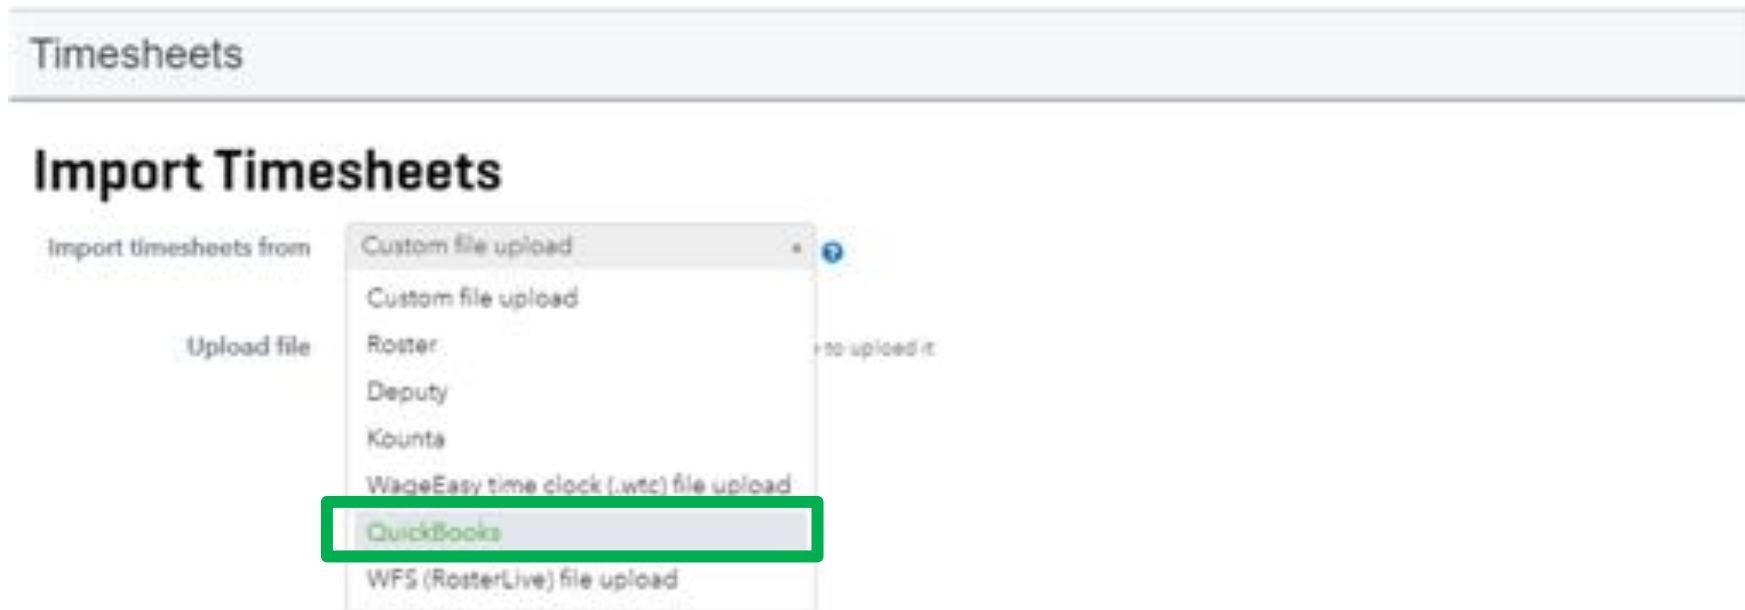 Timesheets
Import Timesheets
Import timesheets from
Custom file upload
Custom file upload
Upload file
Roster
to upload it
Deputy
Kounta
WageEasy time clock (.wtc) file upload
QuickBooks
WFS (RosterLive) file upload